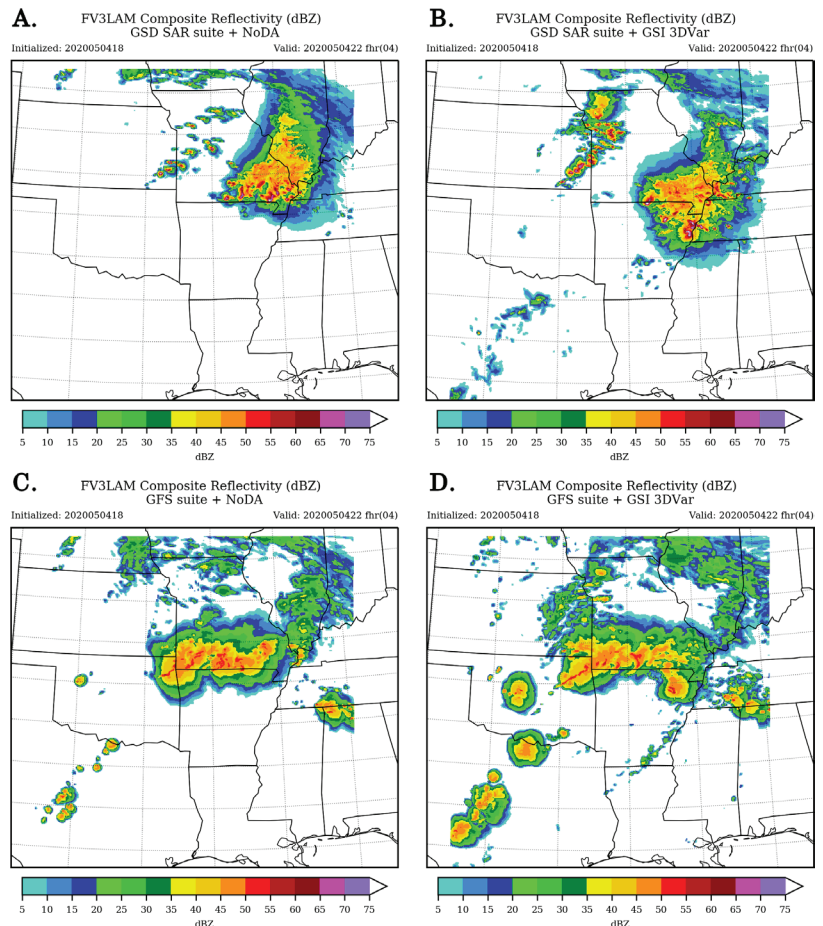 A.
FV3LAM Composite Reflectivity (dBZ)
GSD SAR suite + NoDA
Initialized: 2020050418 Valid: 2020050422 fhr(04)
5 10 15 20 25 30 35 40 45 50 55 60 65 70 75
dBZ
B.
FV3LAM Composite Reflectivity (dBZ)
GSD SAR suite + GSI 3DVar
Initialized: 2020050418 Valid: 2020050422 fhr(04)
5 10 15 20 25 30 35 40 45 50 55 60 65 70 75
dBZ
C.
FV3LAM Composite Reflectivity (dBZ)
GFS suite + NoDA
Initialized: 2020050418 Valid: 2020050422 fhr(04)
5 10 15 20 25 30 35 40 45 50 55 60 65 70 75
dBZ
D.
FV3LAM Composite Reflectivity (dBZ)
GFS suite + GSI 3DVar
Initialized: 2020050418 Valid: 2020050422 fhr(04)
5 10 15 20 25 30 35 40 45 50 55 60 65 70 75
dBZ